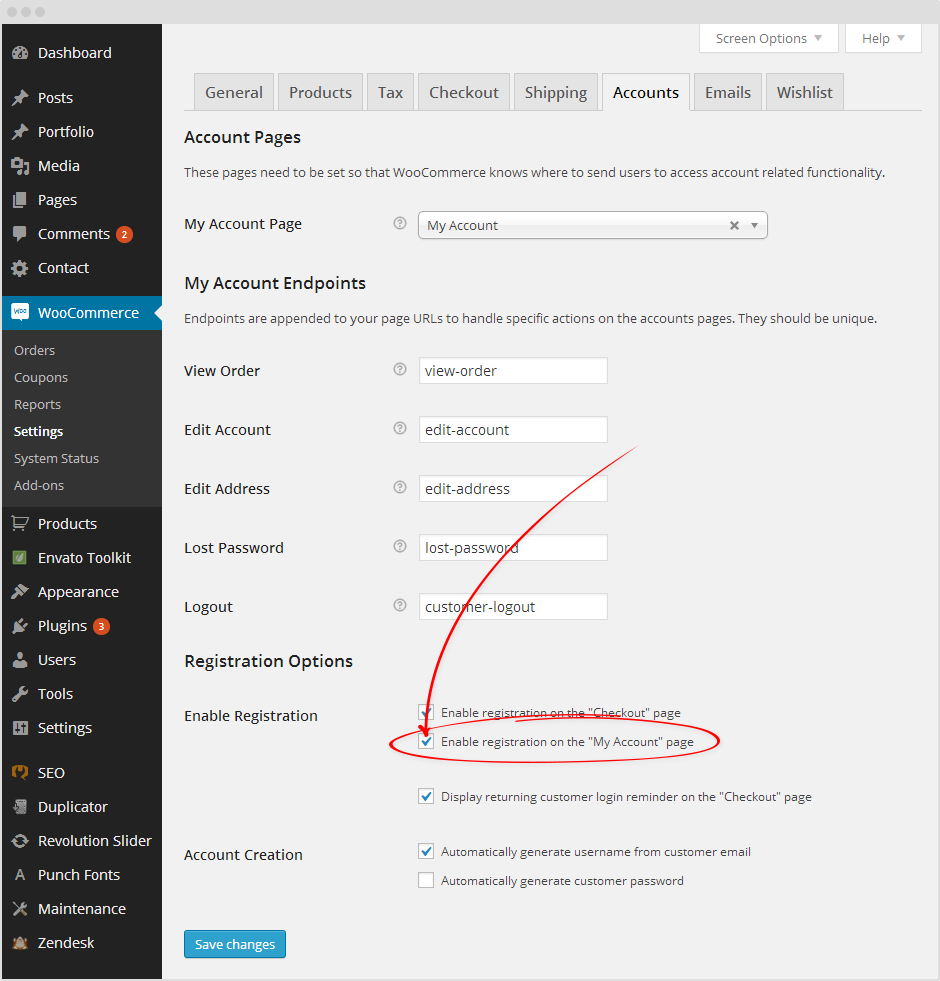 Screen Options
Help
Dashboard
Posts
Portfolio
Media
Pages
Comments 2
Contact
WOO WooCommerce
Orders
Coupons
Reports
Settings
System Status
Add-ons
Products
Envato Toolkit
Appearance
Plugins 3
Users
Tools
Settings
SEO
Duplicator
Revolution Slider
Punch Fonts
Maintenance
Zendesk
General Products Tax Checkout Shipping Accounts Emails Wishlist
Account Pages
These pages need to be set so that WooCommerce knows where to send users to access account related functionality.
My Account Page ? My Account
My Account Endpoints
Endpoints are appended to your page URLs to handle specific actions on the accounts pages. They should be unique.
View Order ? view-order
Edit Account ? edit-account
Edit Address ? edit-address
Lost Password ? lost-password
Logout ? customer-logout
Registration Options
Enable Registration
Enable registration on the "Checkout" page
Enable registration on the "My Account" page
Display returning customer login reminder on the "Checkout" page
Account Creation
Automatically generate username from customer email
Automatically generate customer password
Save changes